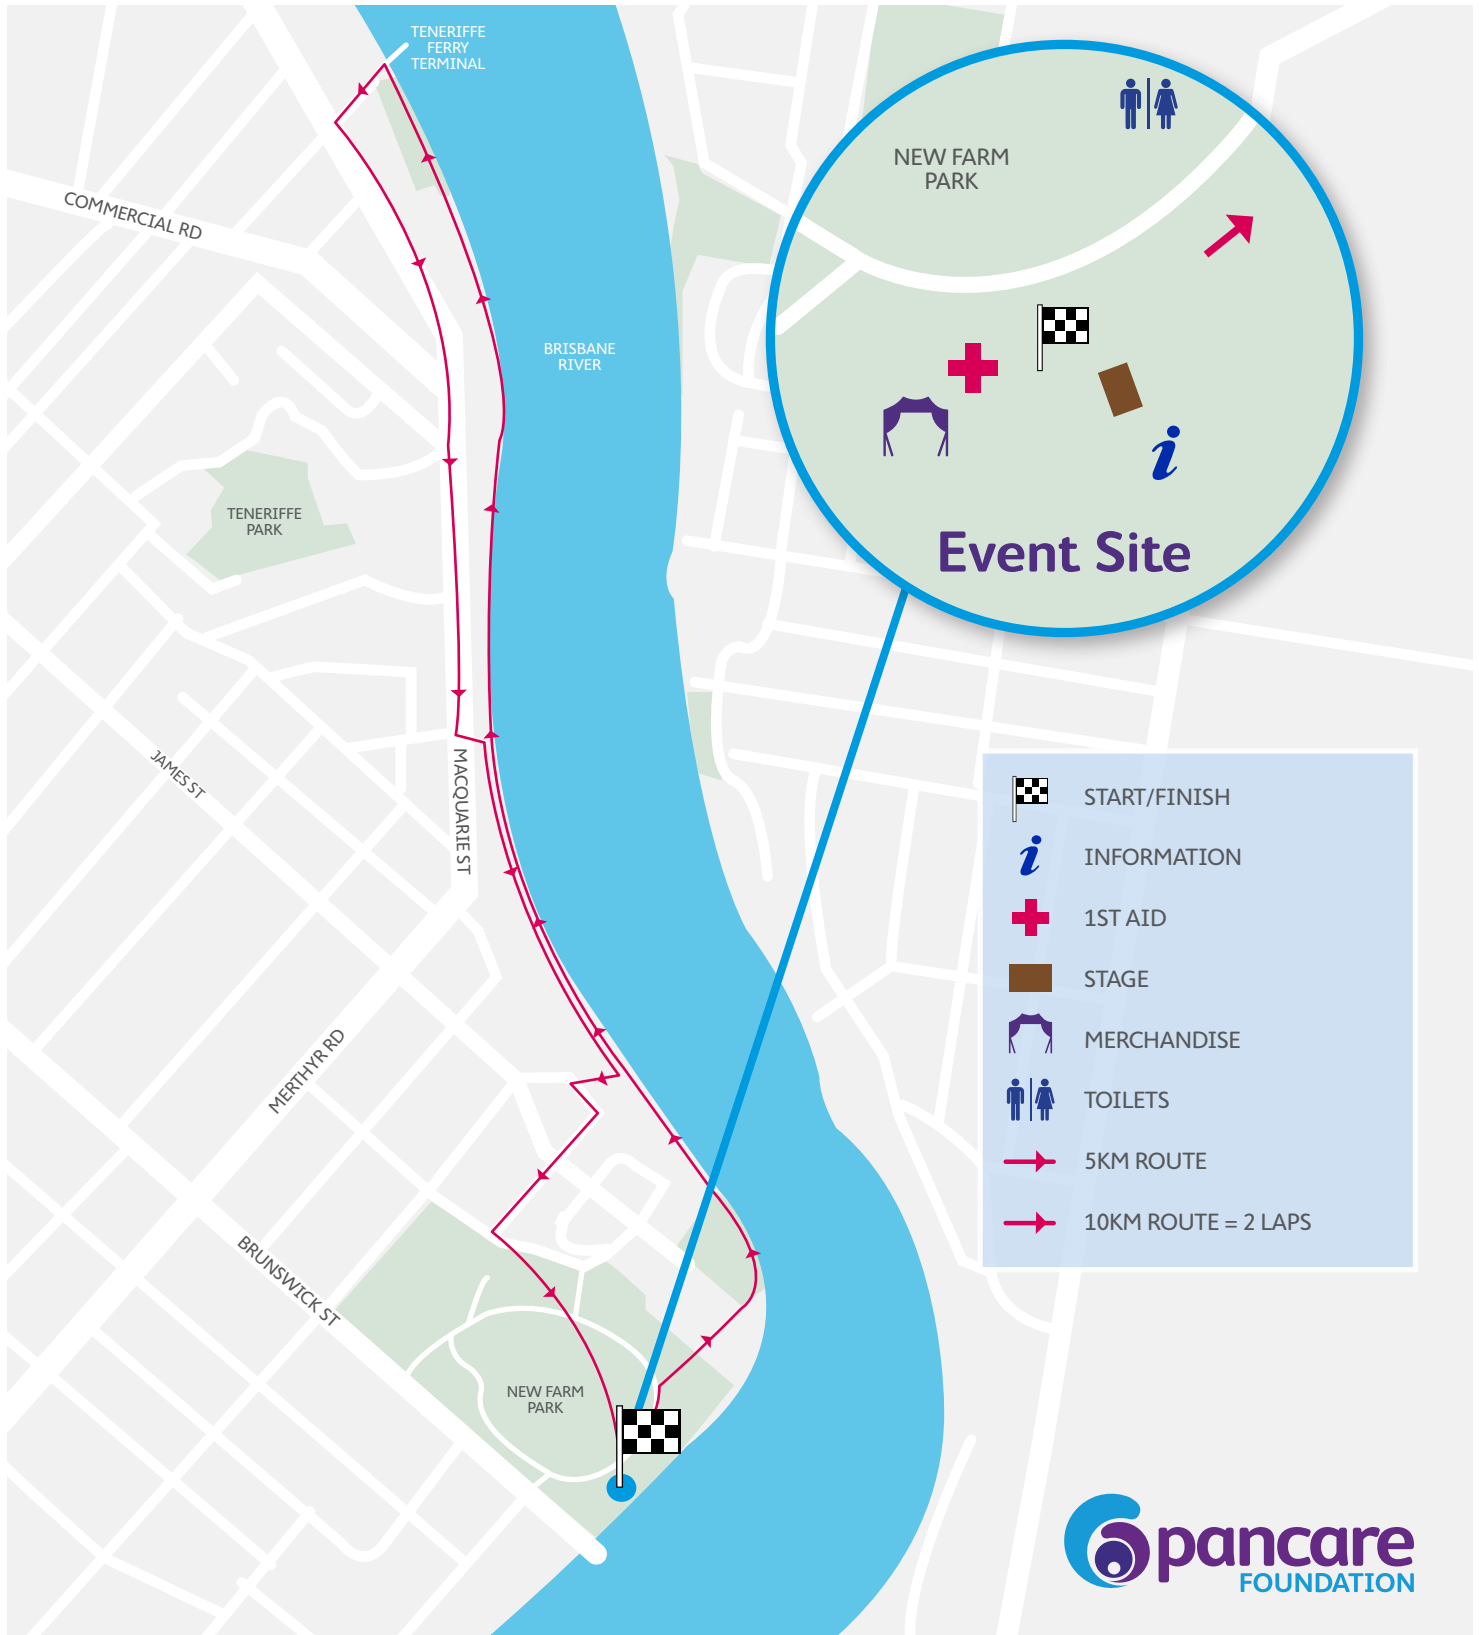 TENERIFFE
FERRY
TERMINAL
COMMERCIAL RD
NEW FARM
PARK
BRISBANE
RIVER
TENERIFFE
PARK
Event Site
JAMES ST
MACQUARIE ST
START/FINISH
INFORMATION
1ST AID
STAGE
MERCHANDISE
TOILETS
5KM ROUTE
10KM ROUTE = 2 LAPS
MERTHYR RD
BRUNSWICK ST
NEW FARM
PARK
pancare
FOUNDATION